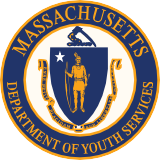 MASSACHUSETTS
DEPARTMENT OF YOUTH SERVICES